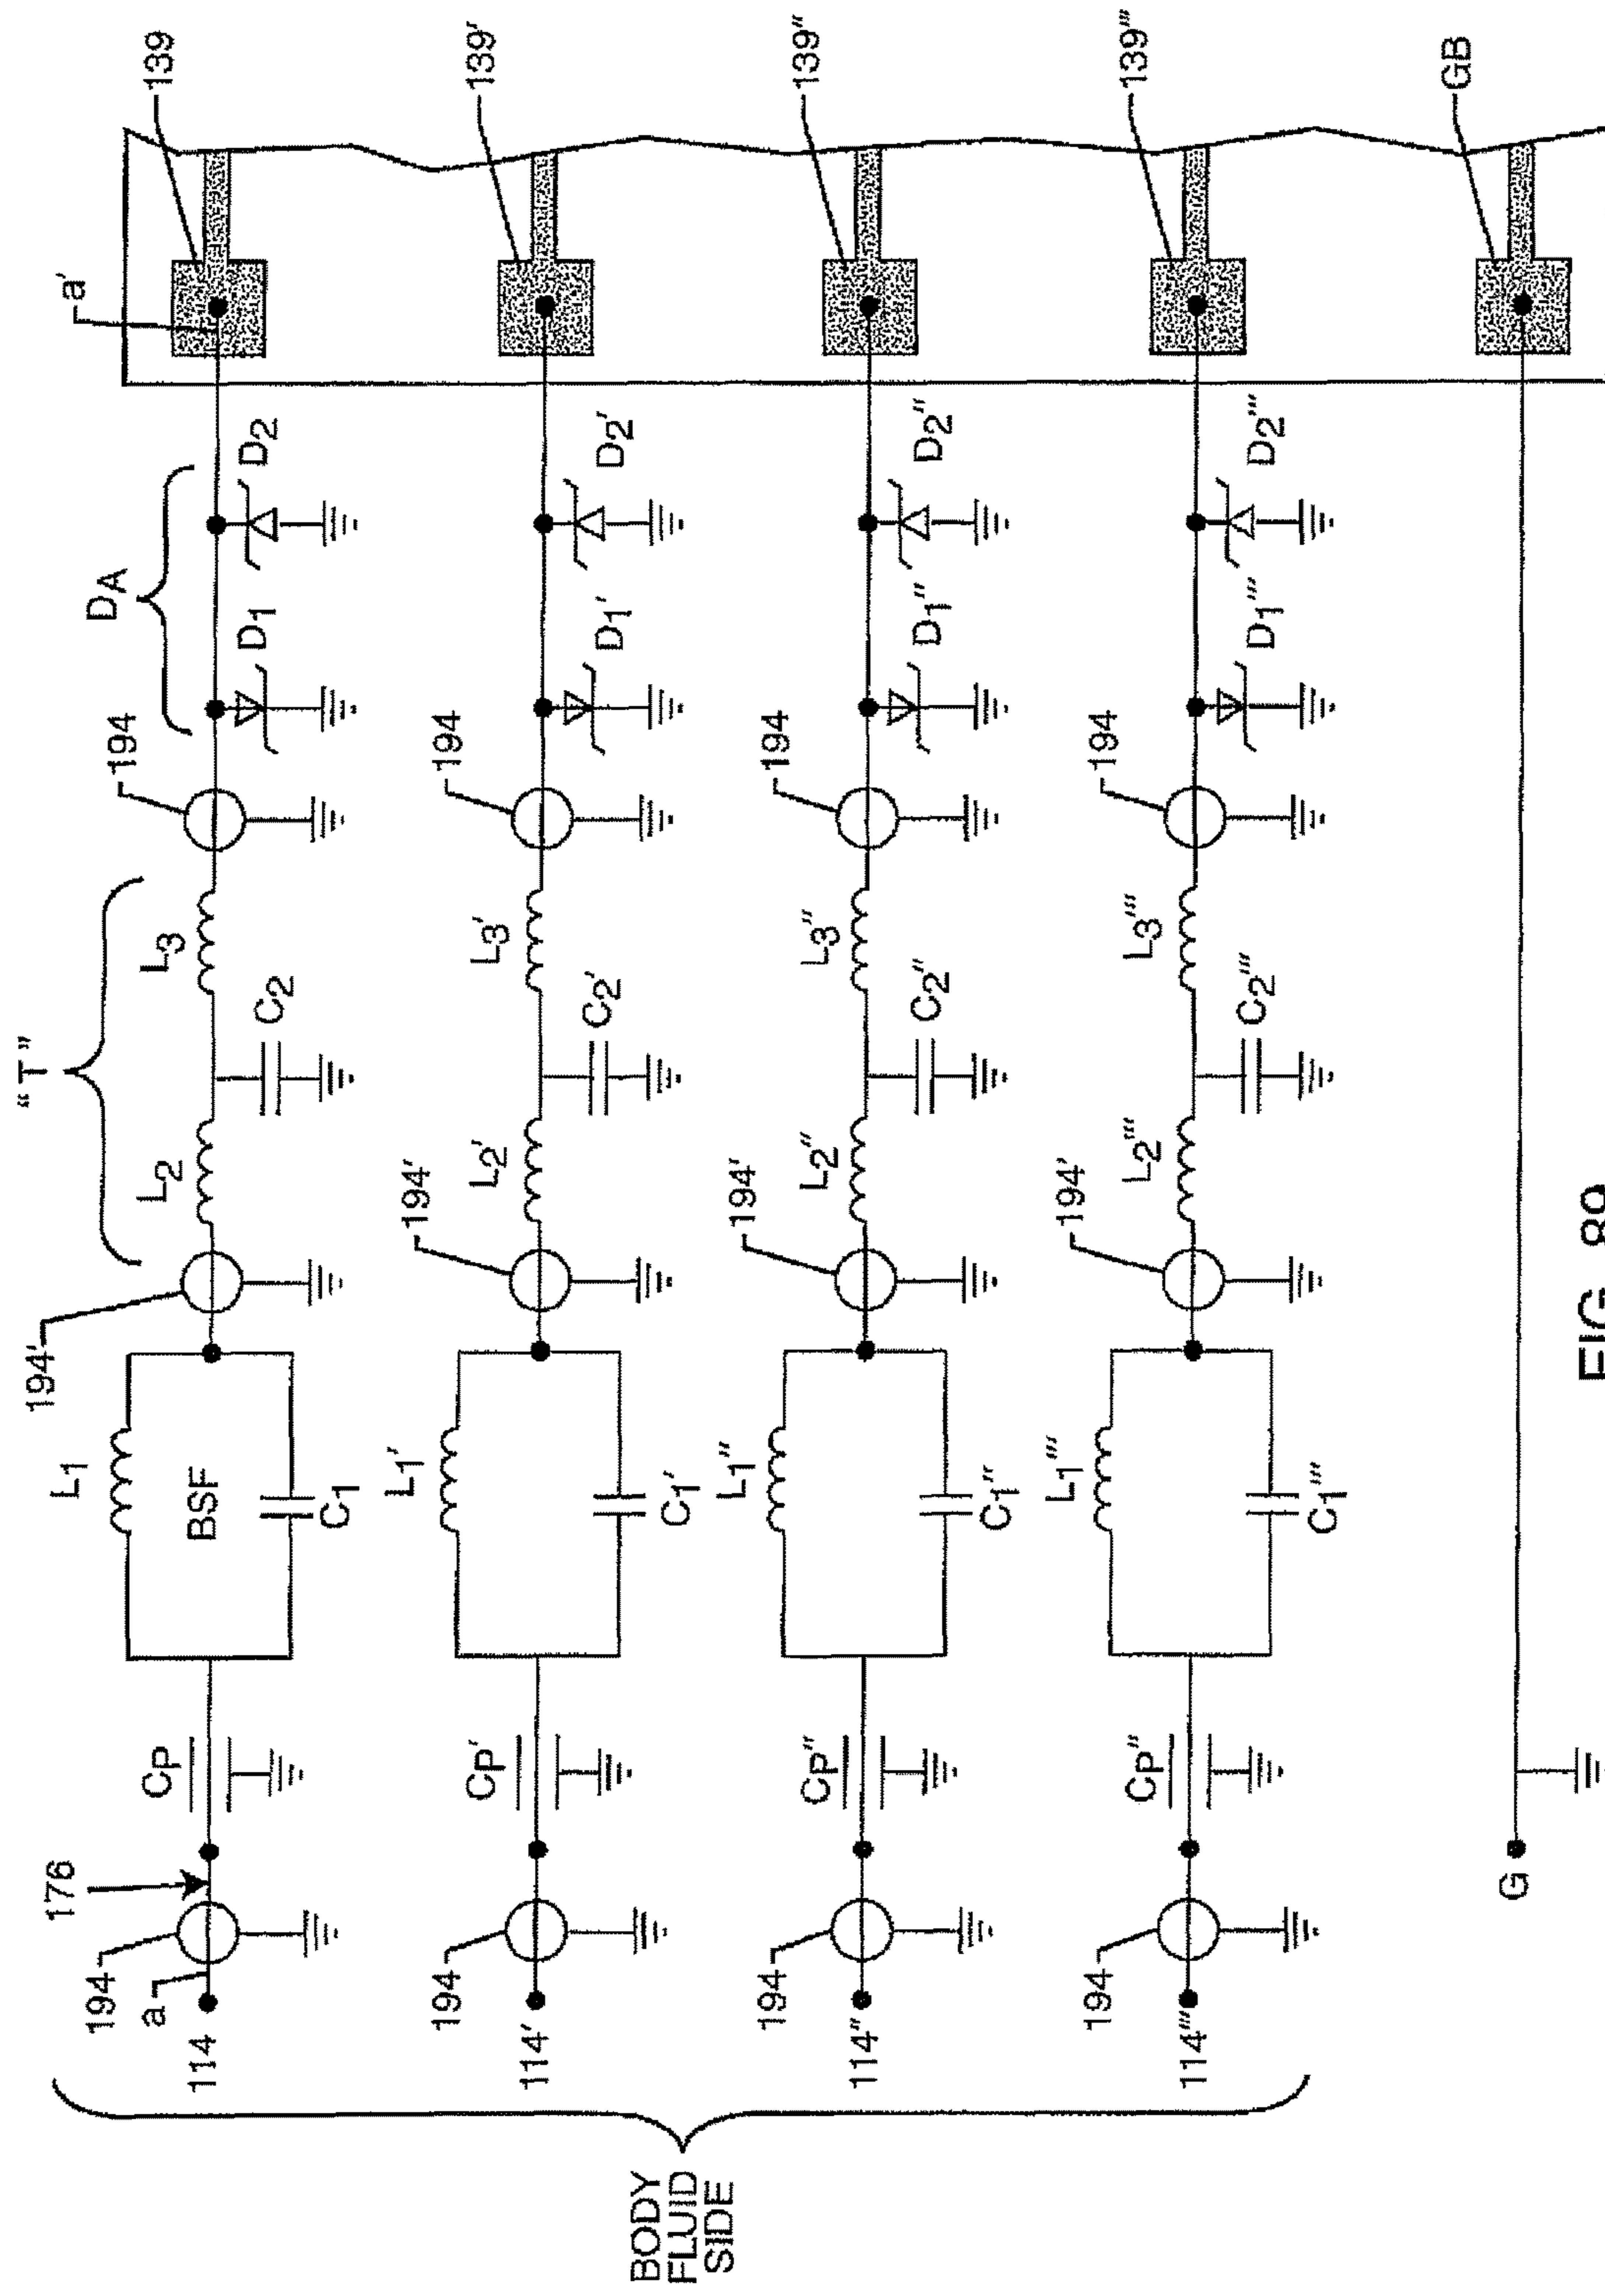 BODY
FLUID
SIDE
114
a
194
176
CP
L1
BSF
C1
194'
"T"
L2
C2
L3
194
DA
D1
D2
a'
139
114'
194
CP'
L1'
C1'
194'
L2'
C2'
L3'
194
D1'
D2'
139'
114"
194
CP"
L1"
C1"
194'
L2"
C2"
L3"
194
D1"
D2"
139"
114'''
194
CP"
L1'''
C1'''
194'
L2'''
C2'''
L3'''
194
D1'''
D2'''
139'''
G
GB
FIG. 89